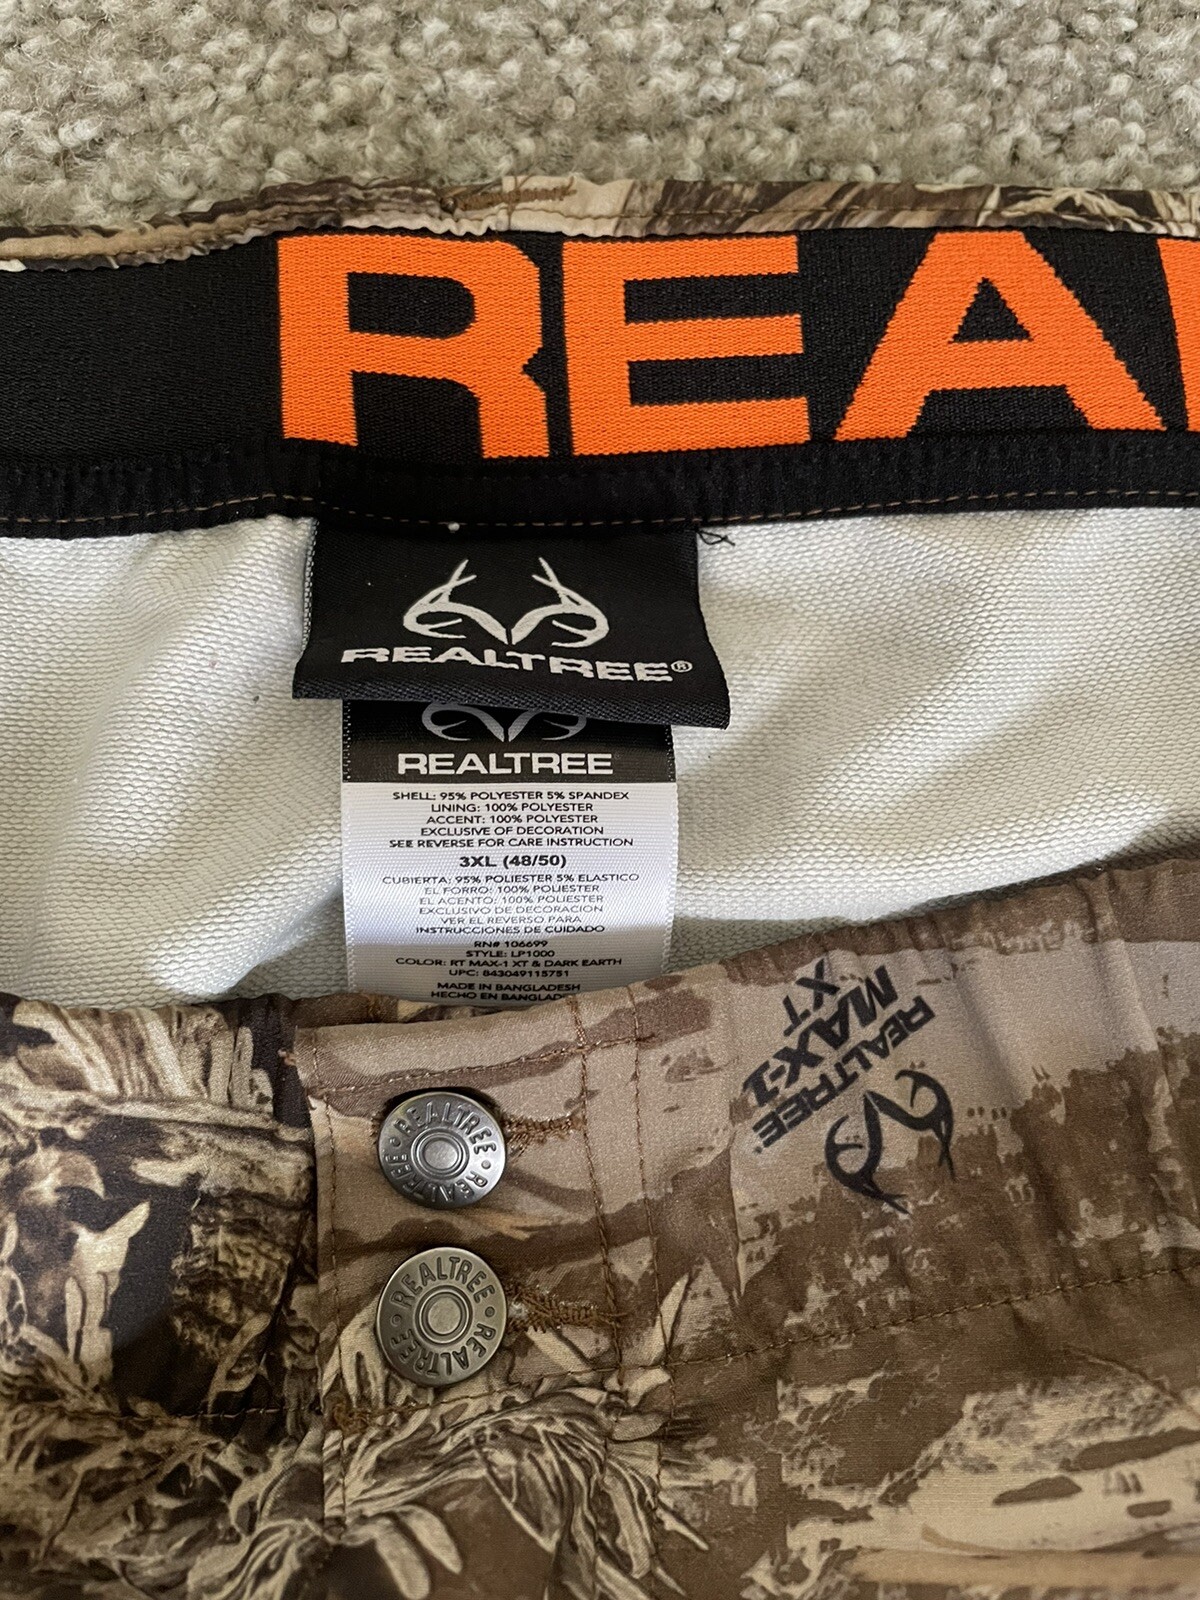 REA
REALTREE®
REALTREE
SHELL: 95% POLYESTER 5% SPANDEX
LINING: 100% POLYESTER
ACCENT: 100% POLYESTER
EXCLUSIVE OF DECORATION
SEE REVERSE FOR CARE INSTRUCTION
3XL (48/50)
CUBIERTA: 95% POLIESTER 5% ELASTICO
EL FORRO: 100% POLIESTER
EL ACENTO: 100% POLIESTER
EXCLUSIVO DE DECORACION
VER EL REVERSO PARA
INSTRUCCIONES DE CUIDADO
RN# 106699
STYLE: LP1000
COLOR: RT MAX-1 XT & DARK EARTH
UPC: 843049115751
MADE IN BANGLADESH
HECHO EN BANGLADE
REALTREE
MAX-1
XT
REALTREE • REALTREE •
REALTREE • REALTREE •